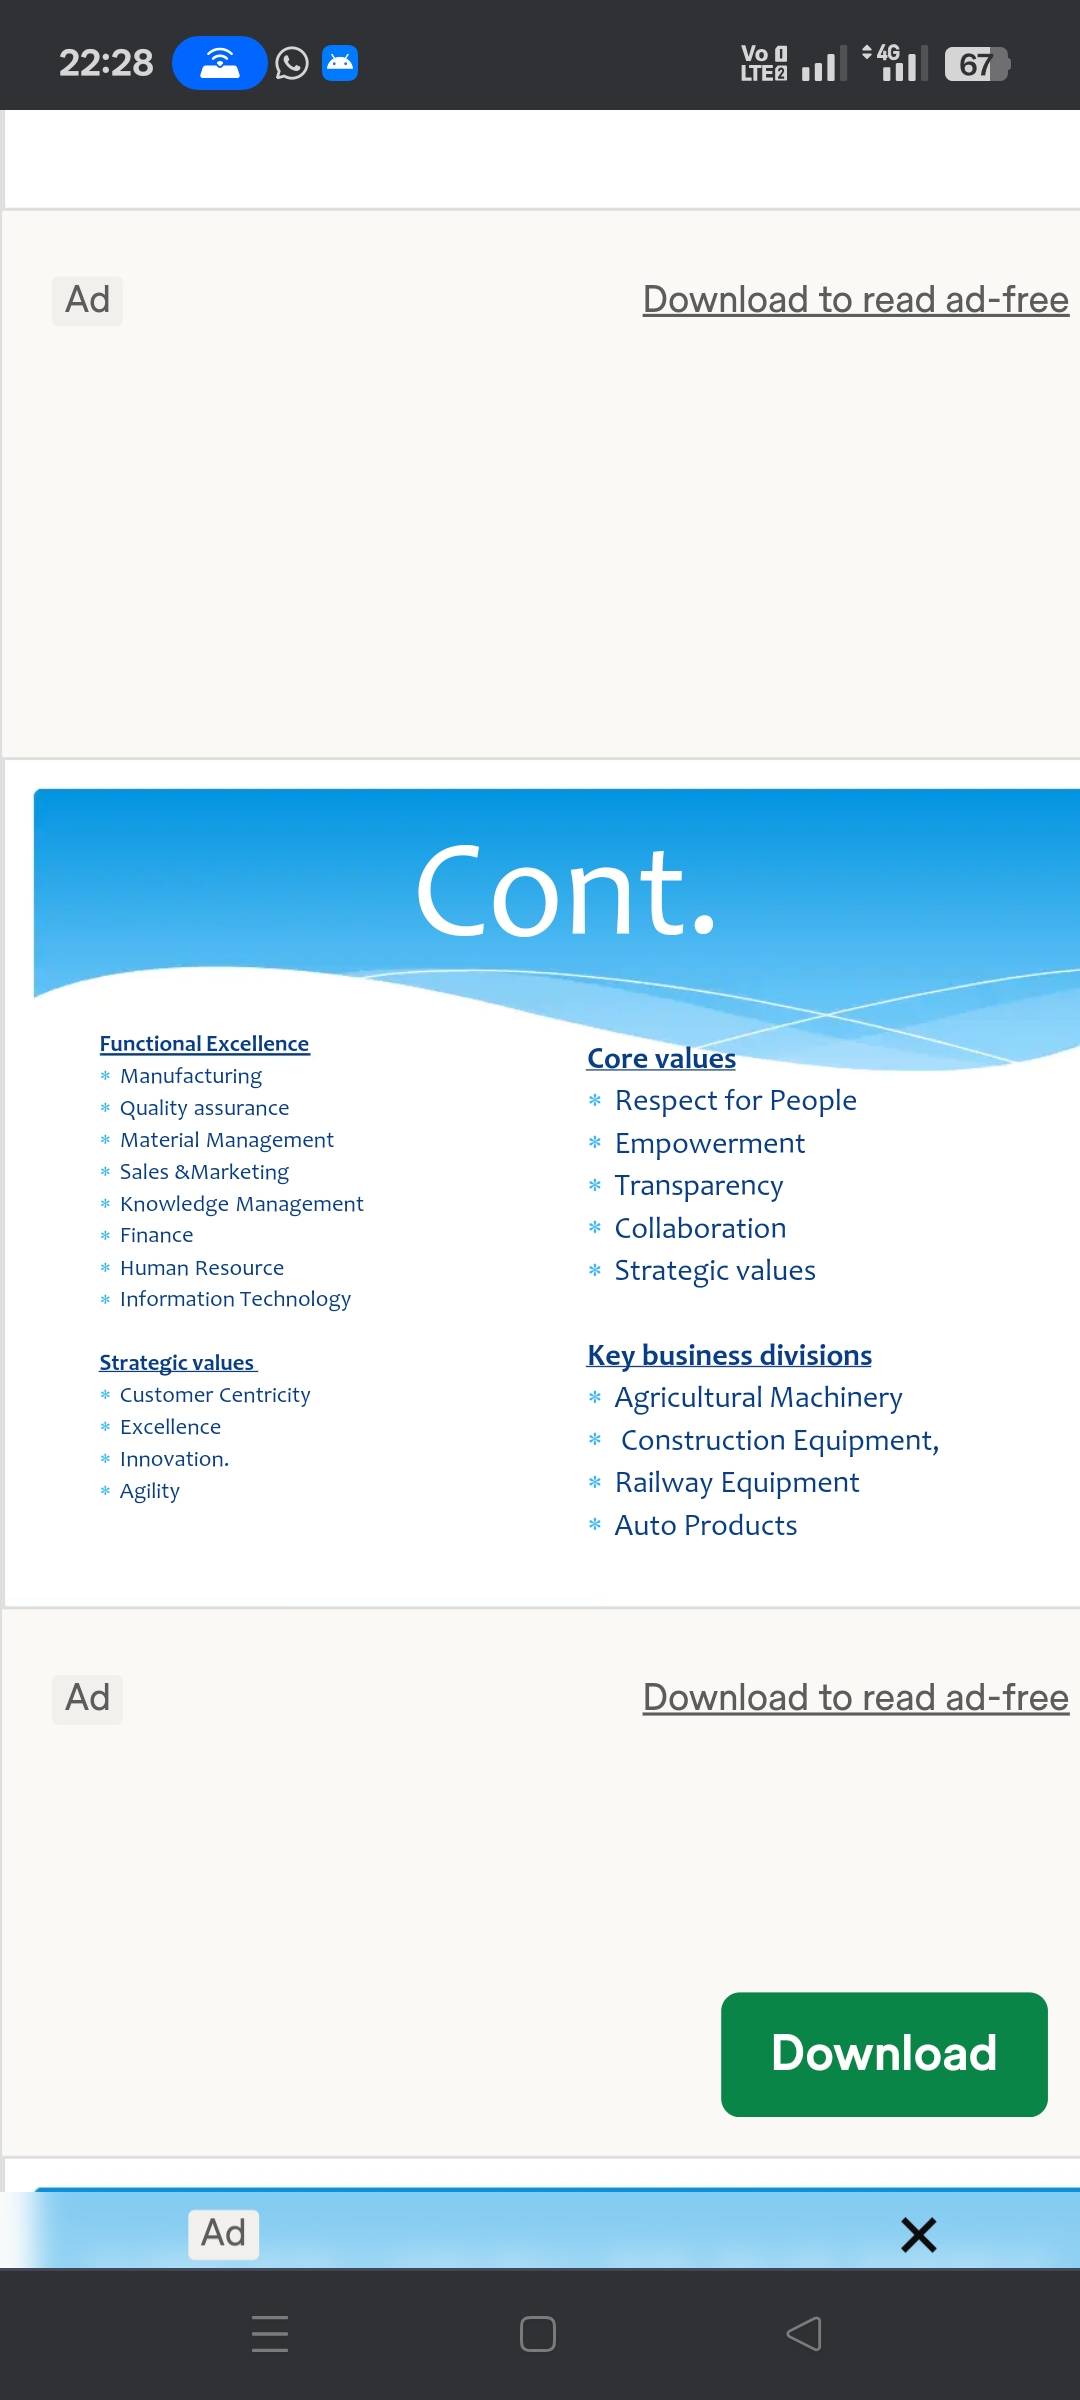 22:28
Vo 1
LTE 2
4G
67
Ad
Download to read ad-free
Cont.
Functional Excellence
* Manufacturing
* Quality assurance
* Material Management
* Sales &Marketing
* Knowledge Management
* Finance
* Human Resource
* Information Technology
Strategic values
* Customer Centricity
* Excellence
* Innovation.
* Agility
Core values
* Respect for People
* Empowerment
* Transparency
* Collaboration
* Strategic values
Key business divisions
* Agricultural Machinery
* Construction Equipment,
* Railway Equipment
* Auto Products
Ad
Download to read ad-free
Download
Ad